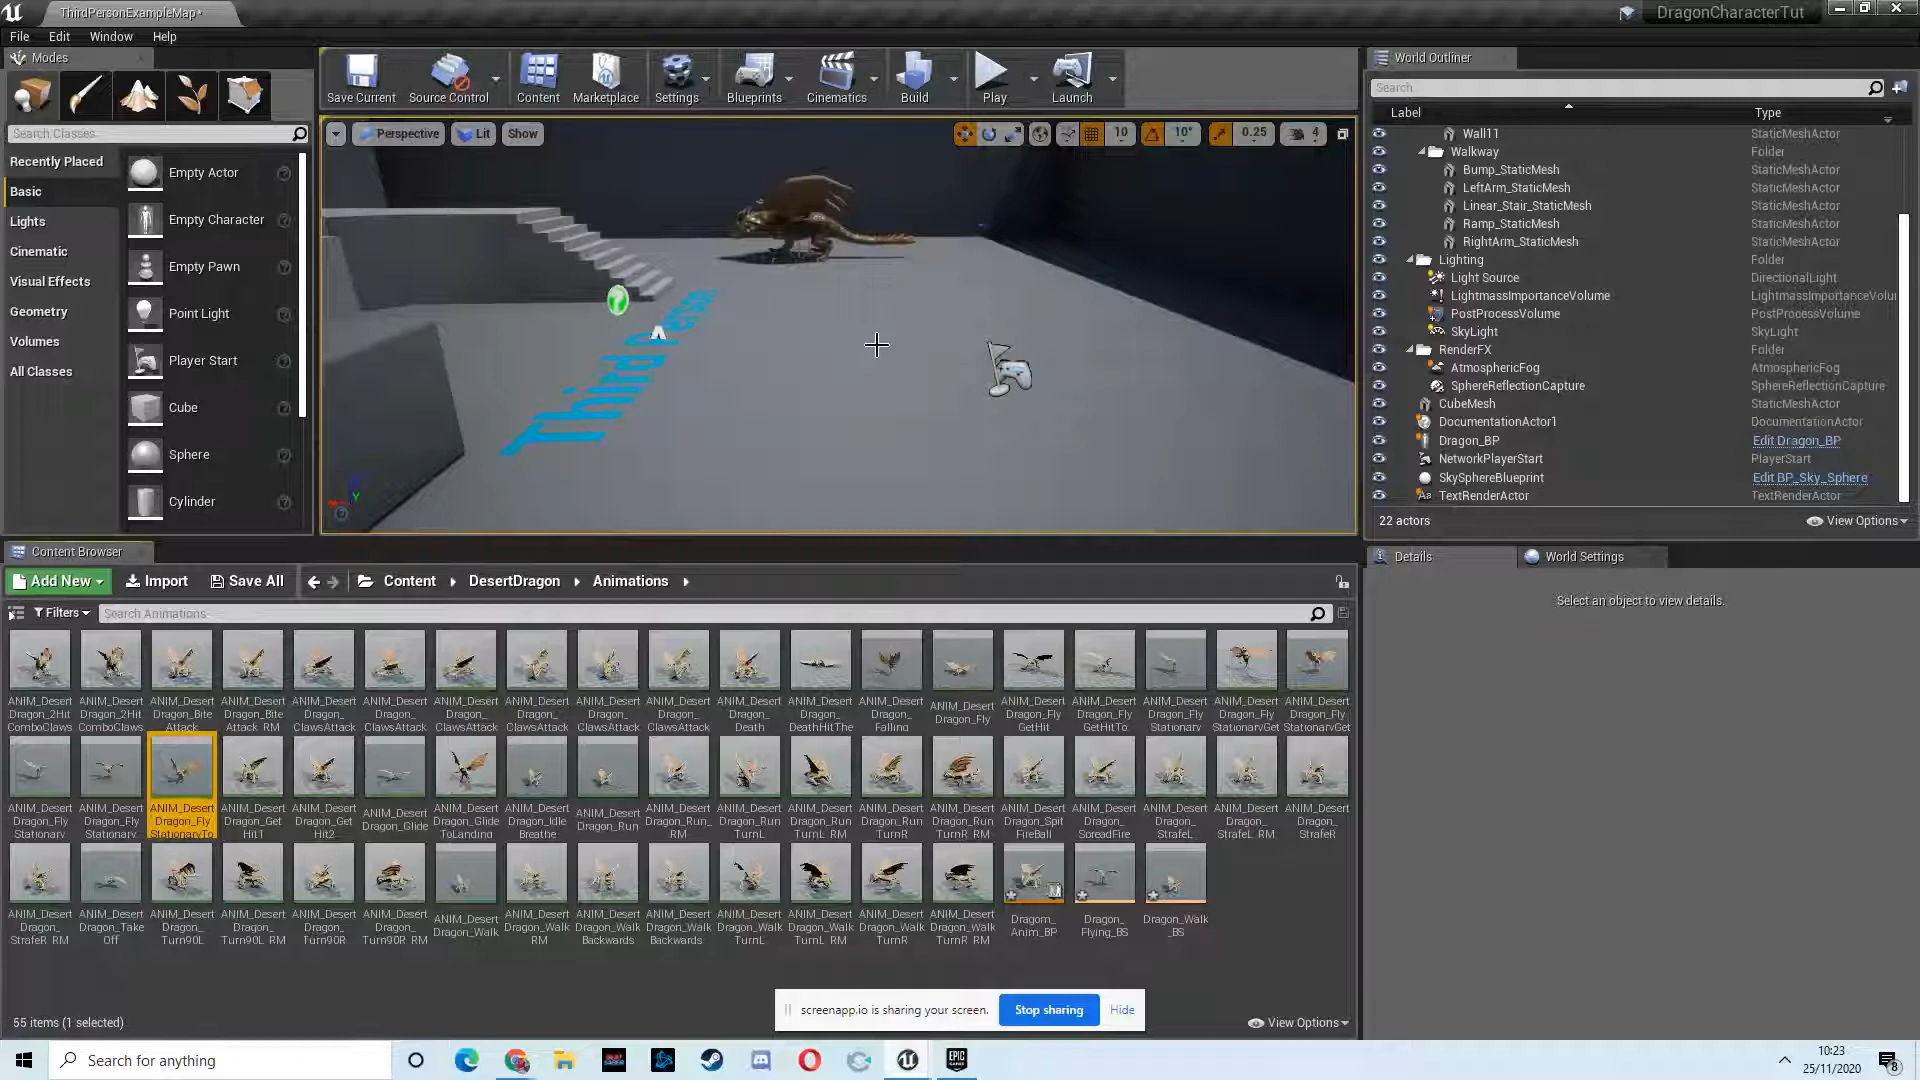 ThirdPersonExampleMap*
DragonCharacterTut
File Edit Window Help
Modes
Search Classes
Recently Placed
Basic
Lights
Cinematic
Visual Effects
Geometry
Volumes
All Classes
Empty Actor
Empty Character
Empty Pawn
Point Light
Player Start
Cube
Sphere
Cylinder
Save Current
Source Control
Content
Marketplace
Settings
Blueprints
Cinematics
Build
Play
Launch
Perspective Lit Show
10 10° 0.25 4
Third Person
World Outliner
Search
Label Type
Wall11 StaticMeshActor
Walkway Folder
Bump_StaticMesh StaticMeshActor
LeftArm_StaticMesh StaticMeshActor
Linear_Stair_StaticMesh StaticMeshActor
Ramp_StaticMesh StaticMeshActor
RightArm_StaticMesh StaticMeshActor
Lighting Folder
Light Source DirectionalLight
LightmassImportanceVolume LightmassImportanceVolu
PostProcessVolume PostProcessVolume
SkyLight SkyLight
RenderFX Folder
AtmosphericFog AtmosphericFog
SphereReflectionCapture SphereReflectionCapture
CubeMesh StaticMeshActor
DocumentationActor1 DocumentationActor
Dragon_BP Edit Dragon_BP
NetworkPlayerStart PlayerStart
SkySphereBlueprint Edit BP_Sky_Sphere
TextRenderActor TextRenderActor
22 actors
View Options
Details World Settings
Select an object to view details.
Content Browser
Add New Import Save All Content DesertDragon Animations
Filters Search Animations
ANIM_Desert ANIM_Desert ANIM_Desert ANIM_Desert ANIM_Desert ANIM_Desert ANIM_Desert ANIM_Desert ANIM_Desert ANIM_Desert ANIM_Desert ANIM_Desert ANIM_Desert ANIM_Desert ANIM_Desert ANIM_Desert ANIM_Desert ANIM_Desert ANIM_Desert
Dragon_2Hit Dragon_2Hit Dragon_Bite Dragon_Bite Dragon_ Dragon_ Dragon_ Dragon_ Dragon_ Dragon_ Dragon_ Dragon_ Dragon_ Dragon_Fly Dragon_Fly Dragon_Fly Dragon_Fly Dragon_Fly Dragon_Fly
ComboClaws ComboClaws Attack Attack_RM ClawsAttack ClawsAttack ClawsAttack ClawsAttack ClawsAttack ClawsAttack Death DeathHitThe Falling GetHit GetHitTo Stationary StationaryGet StationaryGet
ANIM_Desert ANIM_Desert ANIM_Desert ANIM_Desert ANIM_Desert ANIM_Desert ANIM_Desert ANIM_Desert ANIM_Desert ANIM_Desert ANIM_Desert ANIM_Desert ANIM_Desert ANIM_Desert ANIM_Desert ANIM_Desert ANIM_Desert ANIM_Desert ANIM_Desert
Dragon_Fly Dragon_Fly Dragon_Fly Dragon_Get Dragon_Get Dragon_Glide Dragon_Glide Dragon_Idle Dragon_Run Dragon_Run_ Dragon_Run Dragon_Run Dragon_Run Dragon_Run Dragon_Spit Dragon_ Dragon_ Dragon_ Dragon_
Stationary Stationary StationaryTo Hit1 Hit2 ToLanding Breathe RM TurnL TurnL_RM TurnR TurnR_RM FireBall SpreadFire StrafeL StrafeL_RM StrafeR
ANIM_Desert ANIM_Desert ANIM_Desert ANIM_Desert ANIM_Desert ANIM_Desert ANIM_Desert ANIM_Desert ANIM_Desert ANIM_Desert ANIM_Desert ANIM_Desert ANIM_Desert ANIM_Desert Dragom_ Dragon_ Dragon_Walk
Dragon_ Dragon_Take Dragon_ Dragon_ Dragon_ Dragon_ Dragon_Walk Dragon_Walk Dragon_Walk Dragon_Walk Dragon_Walk Dragon_Walk Dragon_Walk Dragon_Walk Anim_BP Flying_BS _BS
StrafeR_RM Off Turn90L Turn90L_RM Turn90R Turn90R_RM RM Backwards Backwards TurnL TurnL_RM TurnR TurnR_RM
55 items (1 selected)
View Options
screenapp.io is sharing your screen. Stop sharing Hide
Search for anything
EPIC GAMES
10:23
25/11/2020
8